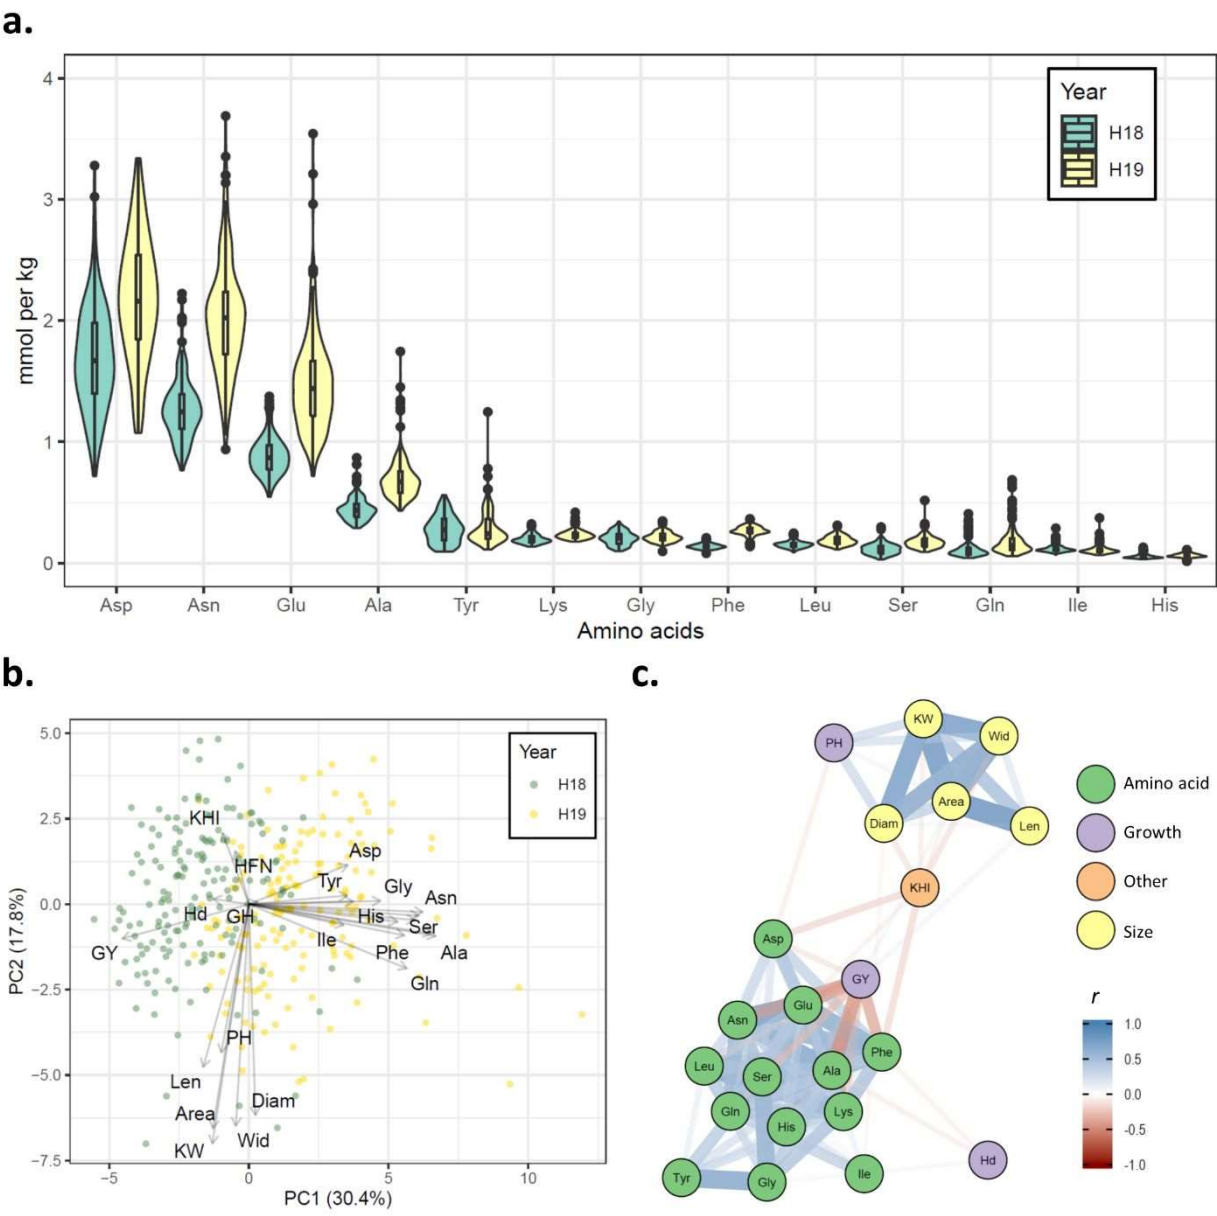 a.
4
3
2
1
0
mmol per kg
Year
H18
H19
Asp Asn Glu Ala Tyr Lys Gly Phe Leu Ser Gln Ile His
Amino acids
b.
5.0
2.5
0.0
−2.5
−5.0
−7.5
PC2 (17.8%)
Year
H18
H19
KHI
HFN
Asp
Tyr
Gly
Asn
Hd
GH
His
Ser
GY
Ile
Phe
Ala
Gln
PH
Len
Area
Diam
KW
Wid
−5 0 5 10
PC1 (30.4%)
c.
KW
PH
Wid
Area
Diam
Len
KHI
Asp
GY
Glu
Asn
Phe
Leu
Ser
Ala
Gln
Lys
His
Hd
Tyr
Gly
Ile
Amino acid
Growth
Other
Size
r
1.0
0.5
0.0
-0.5
-1.0